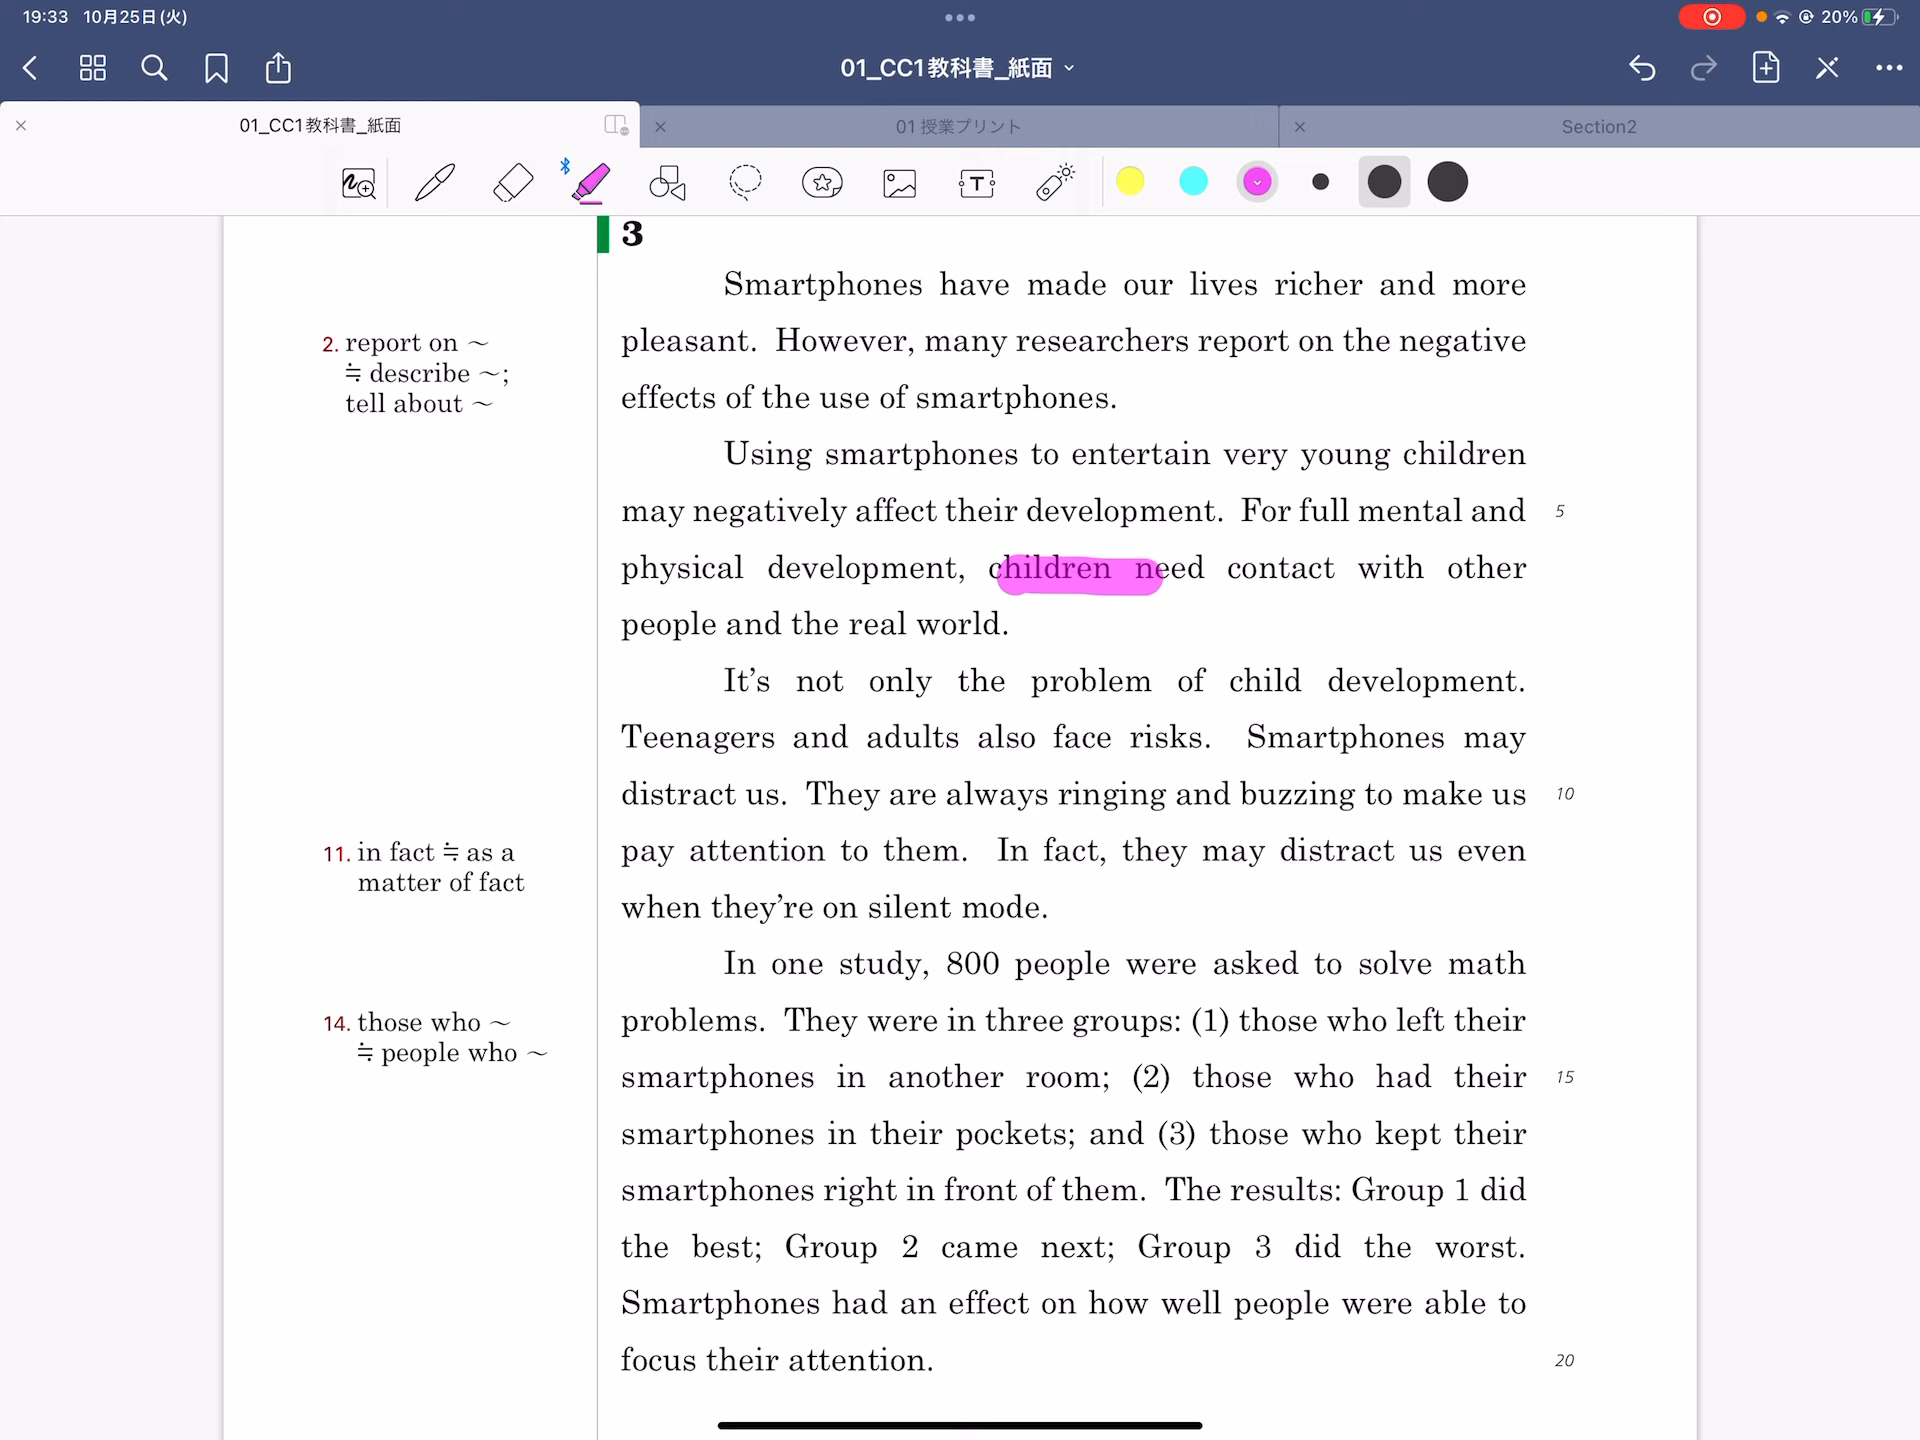 19:33 10月25日(火)
20%
01_CC1教科書_紙面
01_CC1教科書_紙面
01 授業プリント
Section2
3
Smartphones have made our lives richer and more
pleasant. However, many researchers report on the negative
effects of the use of smartphones.
Using smartphones to entertain very young children
may negatively affect their development. For full mental and
5
physical development, children need contact with other
people and the real world.
It's not only the problem of child development.
Teenagers and adults also face risks. Smartphones may
distract us. They are always ringing and buzzing to make us
10
pay attention to them. In fact, they may distract us even
when they're on silent mode.
In one study, 800 people were asked to solve math
problems. They were in three groups: (1) those who left their
smartphones in another room; (2) those who had their
15
smartphones in their pockets; and (3) those who kept their
smartphones right in front of them. The results: Group 1 did
the best; Group 2 came next; Group 3 did the worst.
Smartphones had an effect on how well people were able to
focus their attention.
20
2. report on ~
≒ describe ~;
tell about ~
11. in fact ≒ as a
matter of fact
14. those who ~
≒ people who ~